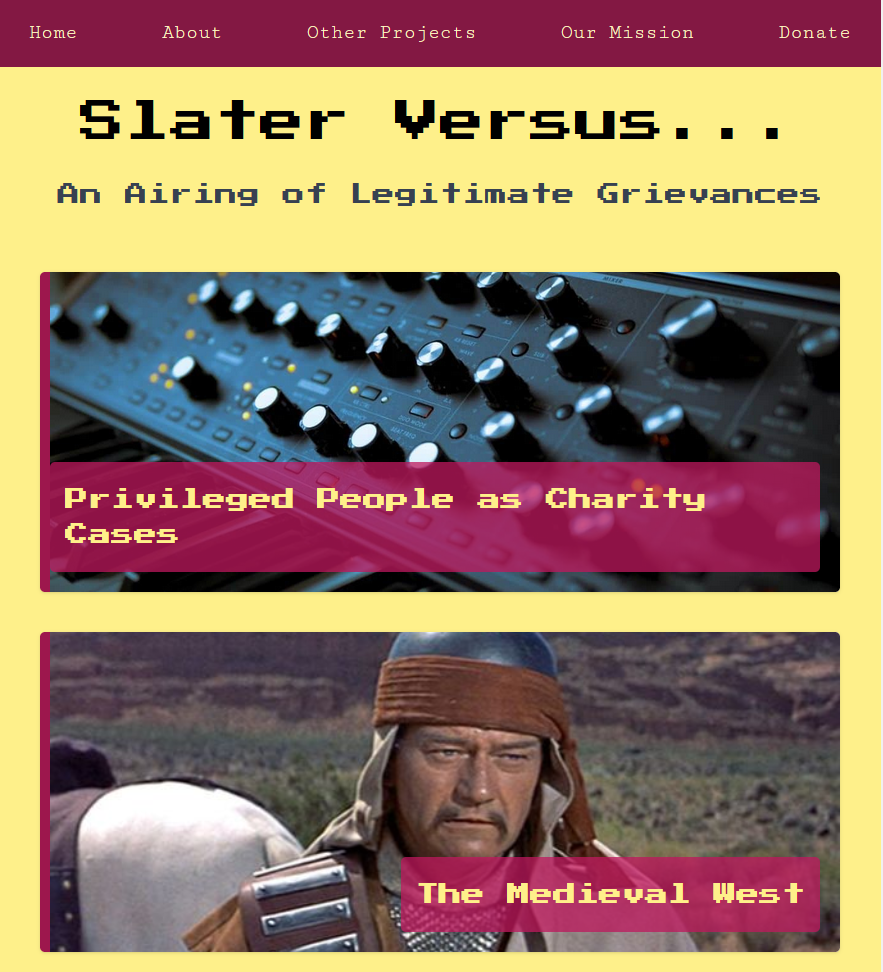 Home About Other Projects Our Mission Donate
Slater Versus...
An Airing of Legitimate Grievances
Privileged People as Charity
Cases
The Medieval West